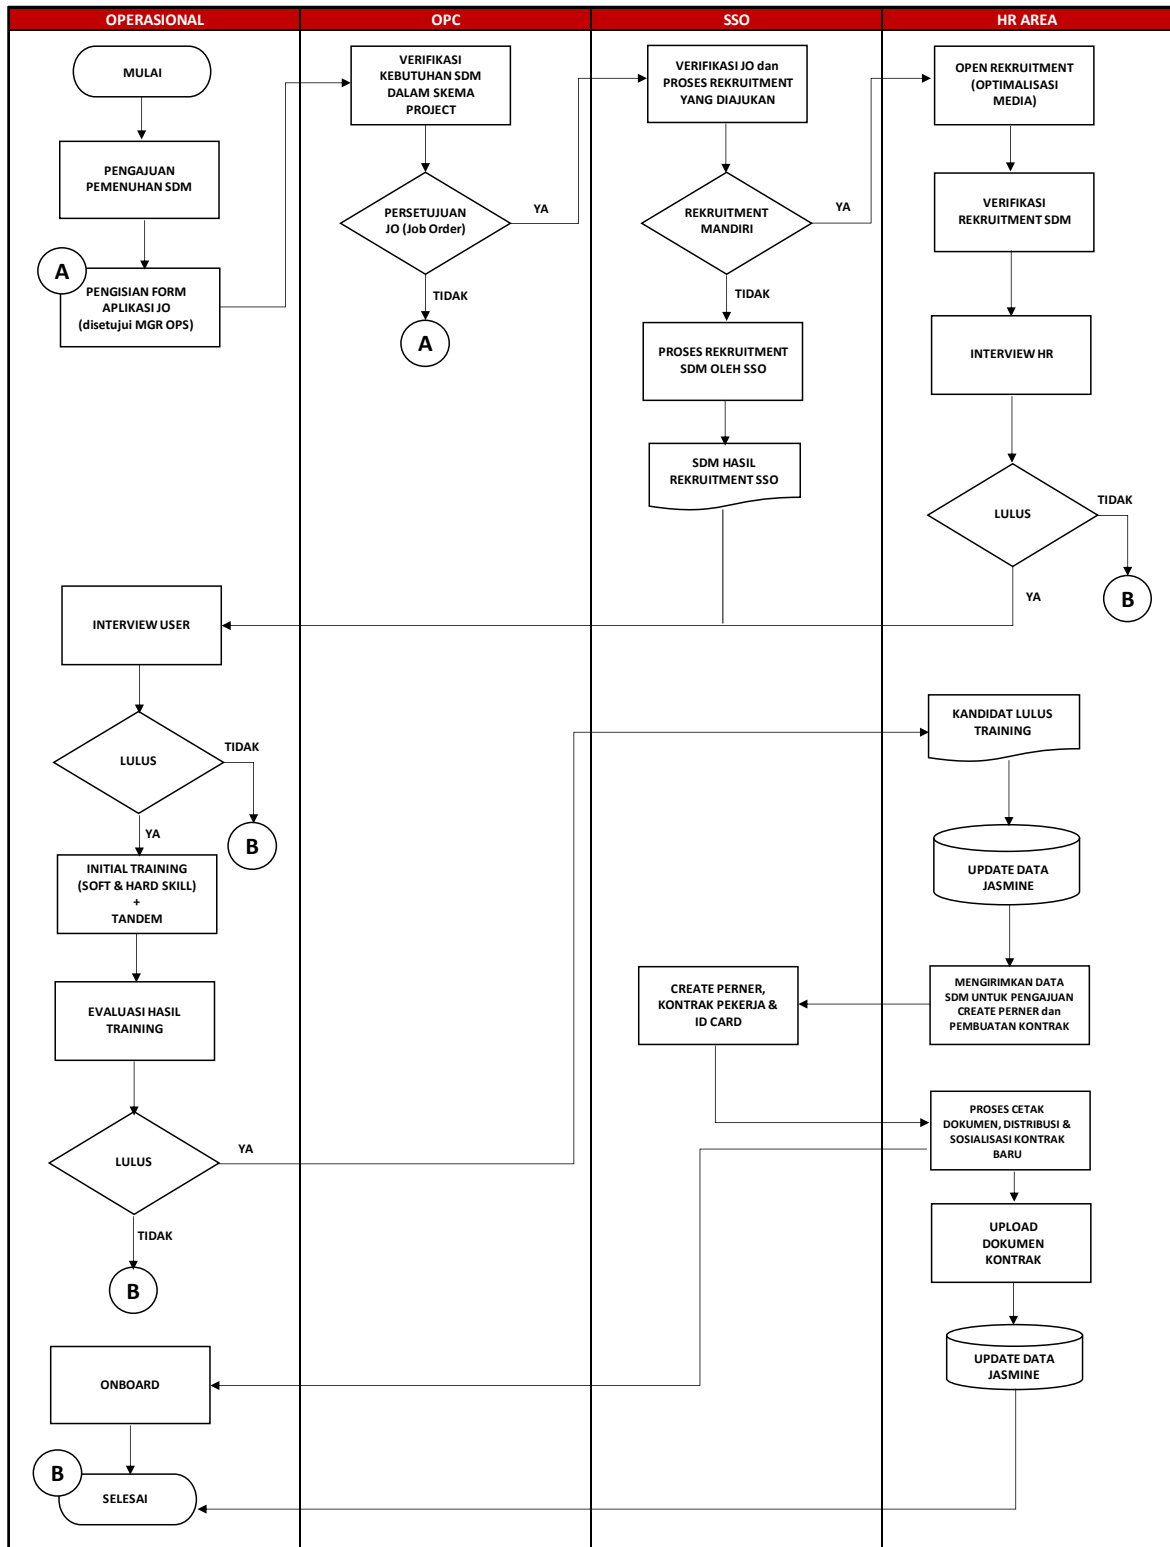 OPERASIONAL
OPC
SSO
HR AREA
MULAI
VERIFIKASI
KEBUTUHAN SDM
DALAM SKEMA
PROJECT
VERIFIKASI JO dan
PROSES REKRUITMENT
YANG DIAJUKAN
OPEN REKRUITMENT
(OPTIMALISASI
MEDIA)
PENGAJUAN
PEMENUHAN SDM
PERSETUJUAN
JO (Job Order)
YA
REKRUITMENT
MANDIRI
YA
VERIFIKASI
REKRUITMENT SDM
A
PENGISIAN FORM
APLIKASI JO
(disetujui MGR OPS)
TIDAK
A
TIDAK
PROSES REKRUITMENT
SDM OLEH SSO
INTERVIEW HR
SDM HASIL
REKRUITMENT SSO
LULUS
TIDAK
B
YA
INTERVIEW USER
LULUS
TIDAK
B
YA
KANDIDAT LULUS
TRAINING
INITIAL TRAINING
(SOFT & HARD SKILL)
+
TANDEM
UPDATE DATA
JASMINE
EVALUASI HASIL
TRAINING
CREATE PERNER,
KONTRAK PEKERJA &
ID CARD
MENGIRIMKAN DATA
SDM UNTUK PENGAJUAN
CREATE PERNER dan
PEMBUATAN KONTRAK
LULUS
YA
PROSES CETAK
DOKUMEN, DISTRIBUSI &
SOSIALISASI KONTRAK
BARU
TIDAK
B
UPLOAD
DOKUMEN
KONTRAK
ONBOARD
UPDATE DATA
JASMINE
B
SELESAI